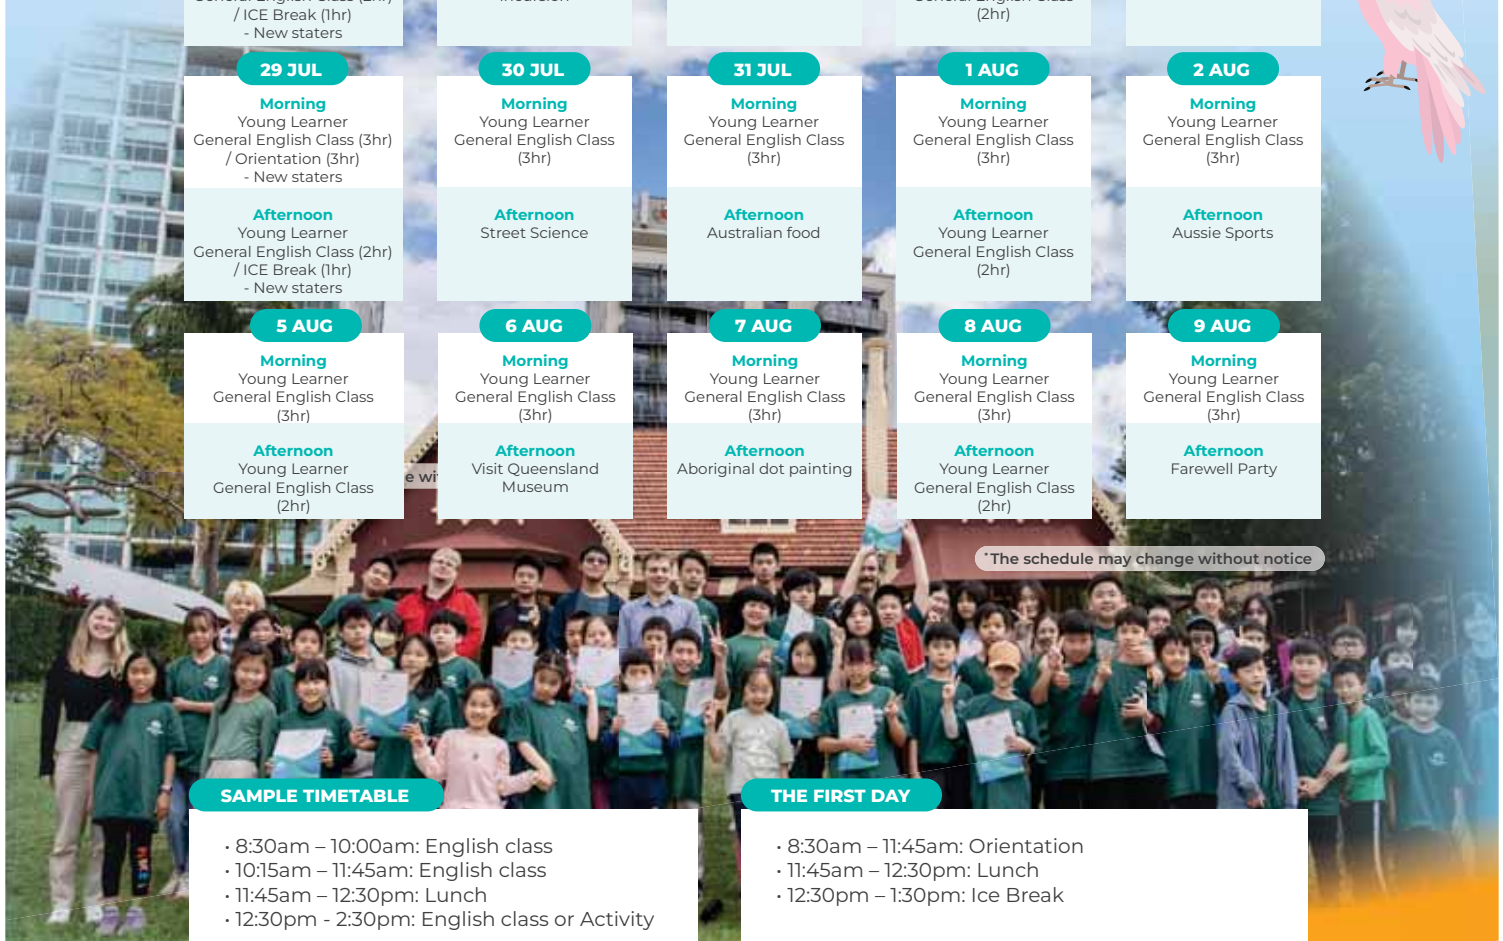 / ICE Break (1hr)
- New staters
(2hr)
29 JUL
Morning
Young Learner
General English Class (3hr)
/ Orientation (3hr)
- New staters
Afternoon
Young Learner
General English Class (2hr)
/ ICE Break (1hr)
- New staters
30 JUL
Morning
Young Learner
General English Class
(3hr)
Afternoon
Street Science
31 JUL
Morning
Young Learner
General English Class
(3hr)
Afternoon
Australian food
1 AUG
Morning
Young Learner
General English Class
(3hr)
Afternoon
Young Learner
General English Class
(2hr)
2 AUG
Morning
Young Learner
General English Class
(3hr)
Afternoon
Aussie Sports
5 AUG
Morning
Young Learner
General English Class
(3hr)
Afternoon
Young Learner
General English Class
(2hr)
6 AUG
Morning
Young Learner
General English Class
(3hr)
Afternoon
Visit Queensland
Museum
7 AUG
Morning
Young Learner
General English Class
(3hr)
Afternoon
Aboriginal dot painting
8 AUG
Morning
Young Learner
General English Class
(3hr)
Afternoon
Young Learner
General English Class
(2hr)
9 AUG
Morning
Young Learner
General English Class
(3hr)
Afternoon
Farewell Party
*The schedule may change without notice
SAMPLE TIMETABLE
• 8:30am – 10:00am: English class
• 10:15am – 11:45am: English class
• 11:45am – 12:30pm: Lunch
• 12:30pm - 2:30pm: English class or Activity
THE FIRST DAY
• 8:30am – 11:45am: Orientation
• 11:45am – 12:30pm: Lunch
• 12:30pm – 1:30pm: Ice Break